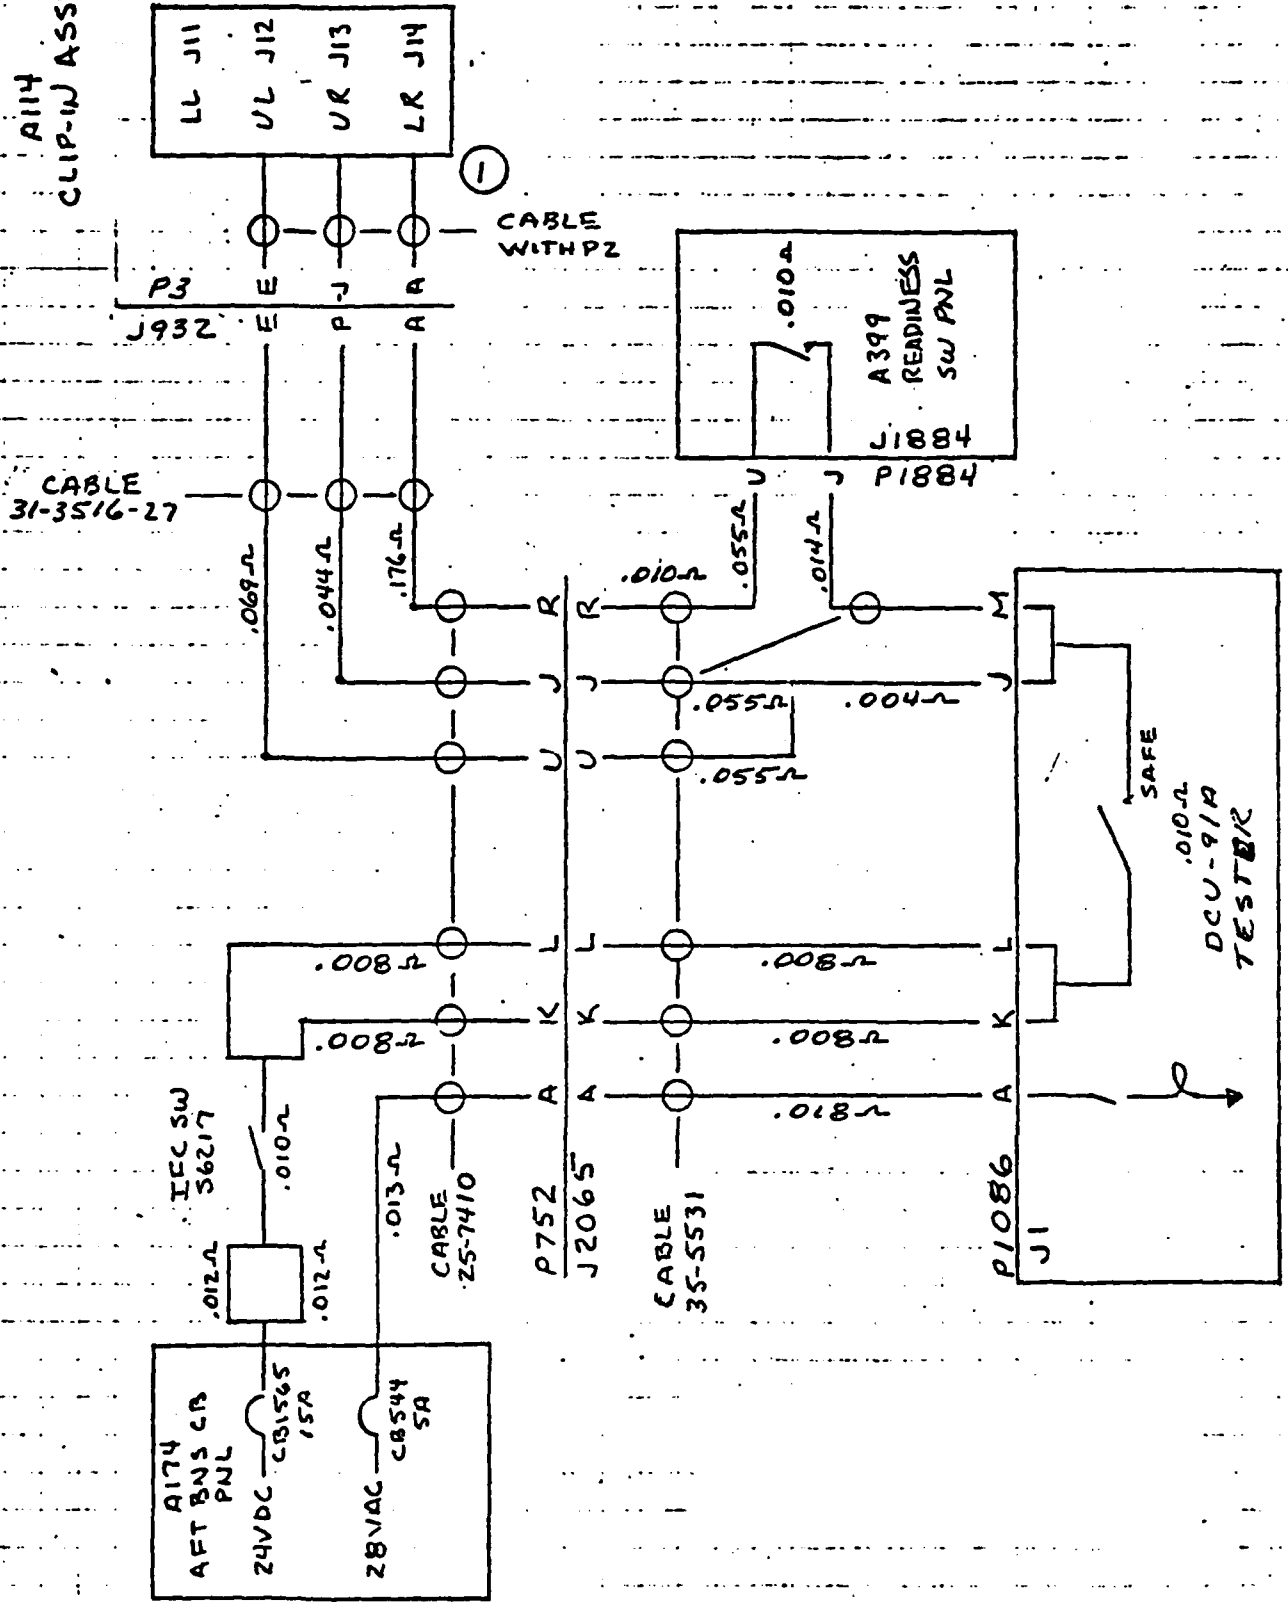 A114
CLIP-IN ASS
LL J11
UL J12
UR J13
LR J14
1
CABLE
WITH P2
P3
E
J
A
J932
E
P
A
CABLE
31-3516-27
.069Ω
.044Ω
.176Ω
.010Ω
A399
READINESS
SW PNL
J1884
P1884
U
J
.055Ω
.014Ω
.010Ω
R
R
M
J
J
J
.055Ω
.004Ω
U
U
.055Ω
SAFE
.010Ω
DCU-91A
TESTER
L
L
L
.008Ω
.008Ω
K
K
K
.008Ω
.008Ω
A
A
A
.018Ω
IFC SW
S6217
.010Ω
.013Ω
CABLE
25-7410
P752
J2065
CABLE
35-5531
P1086
J1
.012Ω
.012Ω
A174
AFT BNS CB
PNL
24VDC
CB1565
15A
28VAC
CB544
5A